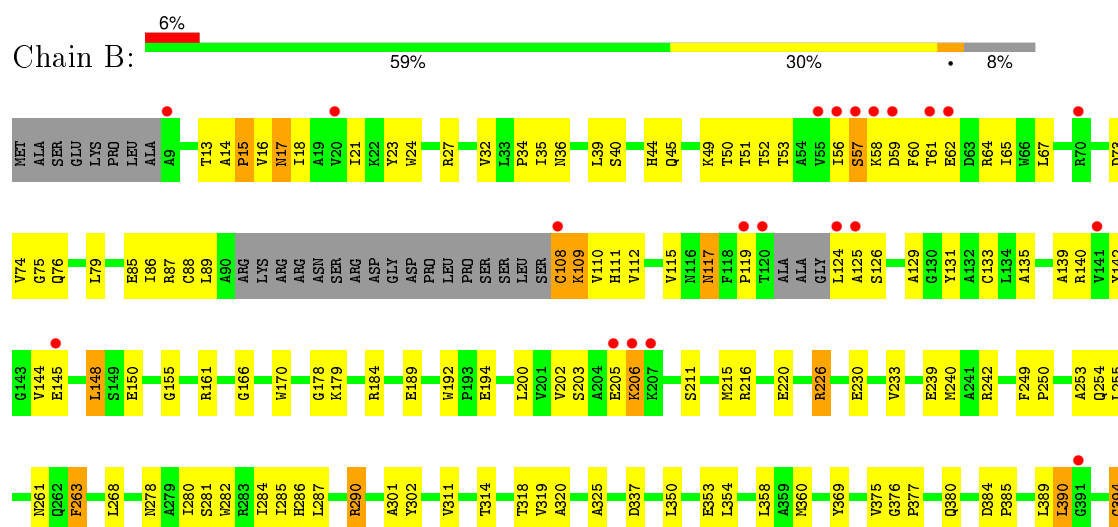 6%
Chain B:
59% 30% • 8%
MET ALA SER GLU LYS PRO LEU ALA A9 T13 A14 P15 V16 N17 I18 A19 V20 I21 K22 Y23 W24 R27 V32 L33 P34 I35 N36 L39 S40 H44 Q45 K49 T50 T51 T52 T53 A54 V55 I56 S57 K58 D59 F60 T61 E62 D63 R64 I65 W66 L67 R70
V74 G75 Q76 L79 E85 I86 R87 C88 L89 A90 ARG LYS ARG ARG ASN SER ARG ASP GLY ASP PRO LEU PRO SER SER LEU SER C108 K109 V110 H111 V112 V115 N116 N117 F118 P119 T120 ALA ALA GLY L124 A125 S126 A129 G130 Y131 A132 C133 L134 A135 A139 R140 V141
G143 V144 E145 L148 S149 E150 G155 R161 G166 W170 G178 K179 R184 E189 W192 P193 E194 L200 V201 V202 S203 A204 E205 K206 K207 S211 M215 R216 E220 R226 E230 V233 E239 M240 A241 R242 F249 P250 A253 Q254
N261 Q262 F263 L268 N278 A279 I280 S281 W282 R283 I284 I285 H286 L287 R290 A301 Y302 V311 T314 T318 V319 A320 A325 D337 L350 E353 L354 L358 A359 M360 Y369 V375 G376 P377 Q380 D384 P385 L389 L390 G391